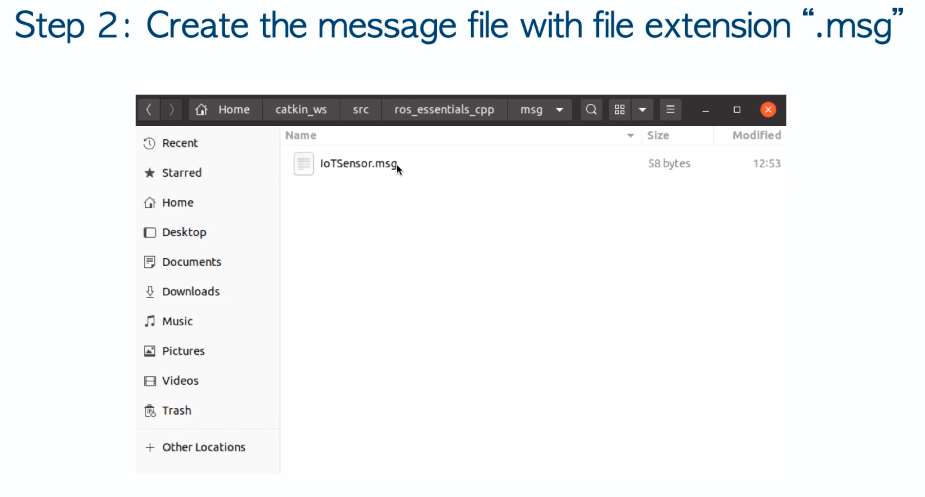 Step 2: Create the message file with file extension “.msg”
Home catkin_ws src ros_essentials_cpp msg
Name Size Modified
Recent
IoTSensor.msg 58 bytes 12:53
Starred
Home
Desktop
Documents
Downloads
Music
Pictures
Videos
Trash
+ Other Locations